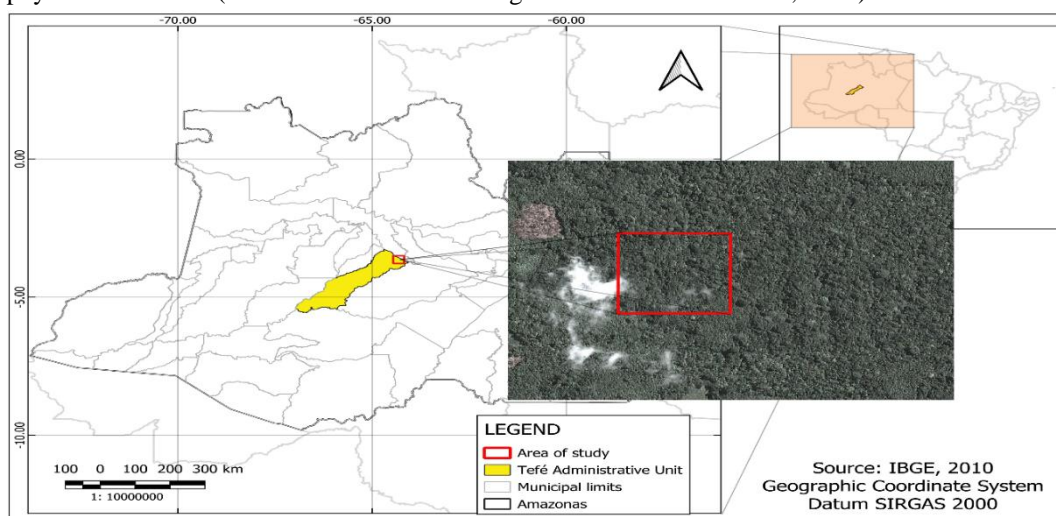 -70.00 -65.00 -60.00
0.00
-5.00
-10.00
100 0 100 200 300 km
1: 10000000
LEGEND
Area of study
Tefé Administrative Unit
Municipal limits
Amazonas
Source: IBGE, 2010
Geographic Coordinate System
Datum SIRGAS 2000